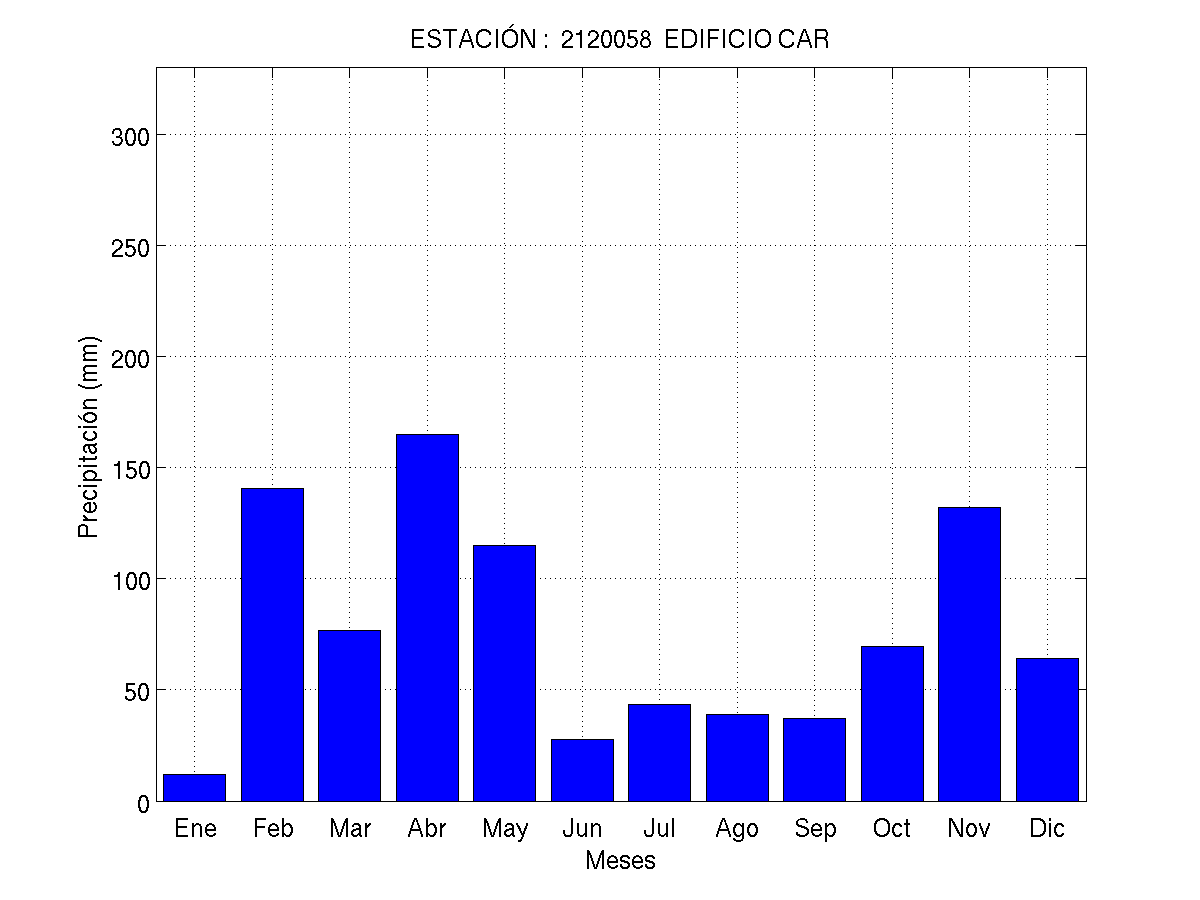 ESTACIÓN : 2120058 EDIFICIO CAR
Precipitación (mm)
300
250
200
150
100
50
0
Ene Feb Mar Abr May Jun Jul Ago Sep Oct Nov Dic
Meses